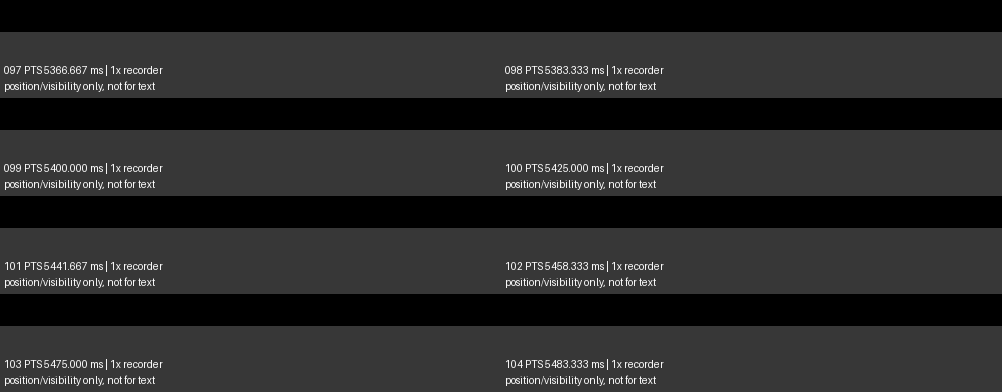 097 PTS 5366.667 ms | 1x recorder
position/visibility only, not for text
098 PTS 5383.333 ms | 1x recorder
position/visibility only, not for text
099 PTS 5400.000 ms | 1x recorder
position/visibility only, not for text
100 PTS 5425.000 ms | 1x recorder
position/visibility only, not for text
101 PTS 5441.667 ms | 1x recorder
position/visibility only, not for text
102 PTS 5458.333 ms | 1x recorder
position/visibility only, not for text
103 PTS 5475.000 ms | 1x recorder
position/visibility only, not for text
104 PTS 5483.333 ms | 1x recorder
position/visibility only, not for text